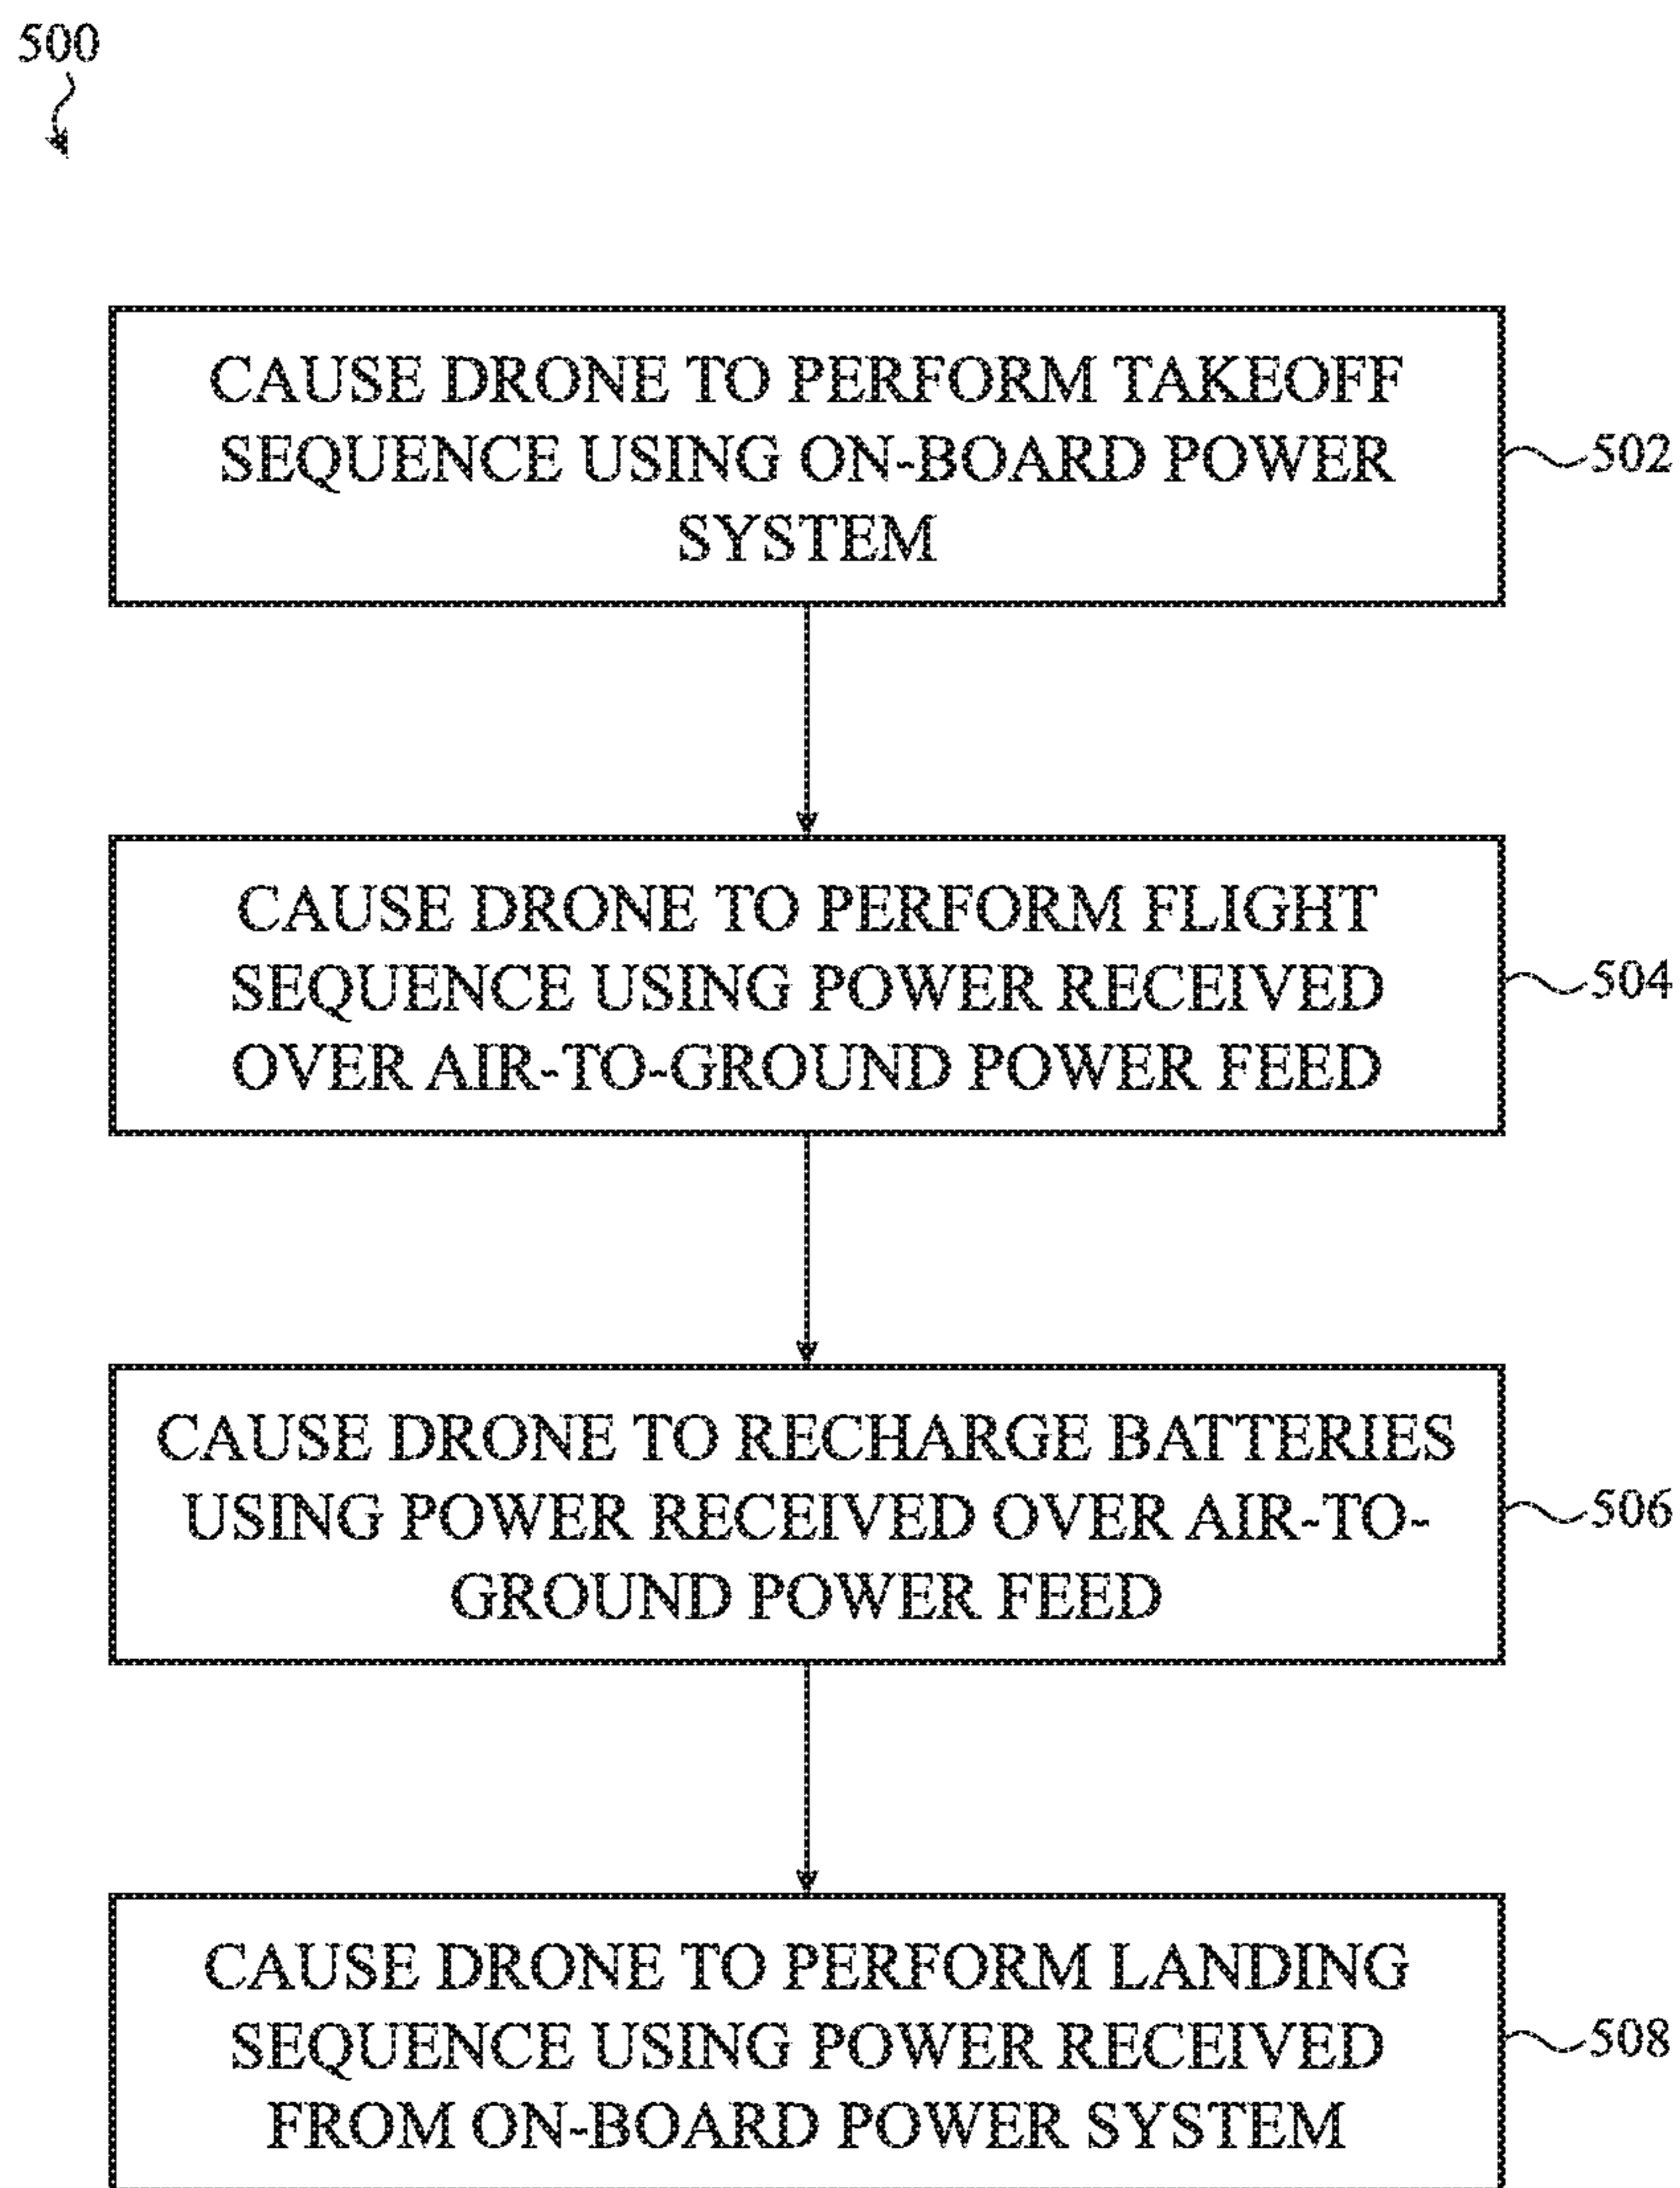 500
CAUSE DRONE TO PERFORM TAKEOFF
SEQUENCE USING ON-BOARD POWER
SYSTEM
502
CAUSE DRONE TO PERFORM FLIGHT
SEQUENCE USING POWER RECEIVED
OVER AIR-TO-GROUND POWER FEED
504
CAUSE DRONE TO RECHARGE BATTERIES
USING POWER RECEIVED OVER AIR-TO-
GROUND POWER FEED
506
CAUSE DRONE TO PERFORM LANDING
SEQUENCE USING POWER RECEIVED
FROM ON-BOARD POWER SYSTEM
508